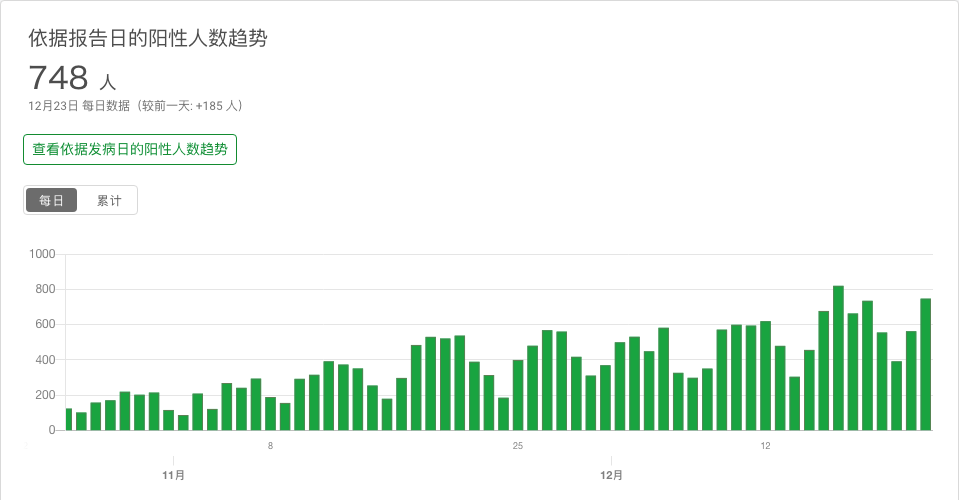 依据报告日的阳性人数趋势
748 人
12月23日 每日数据（较前一天: +185 人）
查看依据发病日的阳性人数趋势
每日 累计
1000
800
600
400
200
0
8 25 12
11月 12月